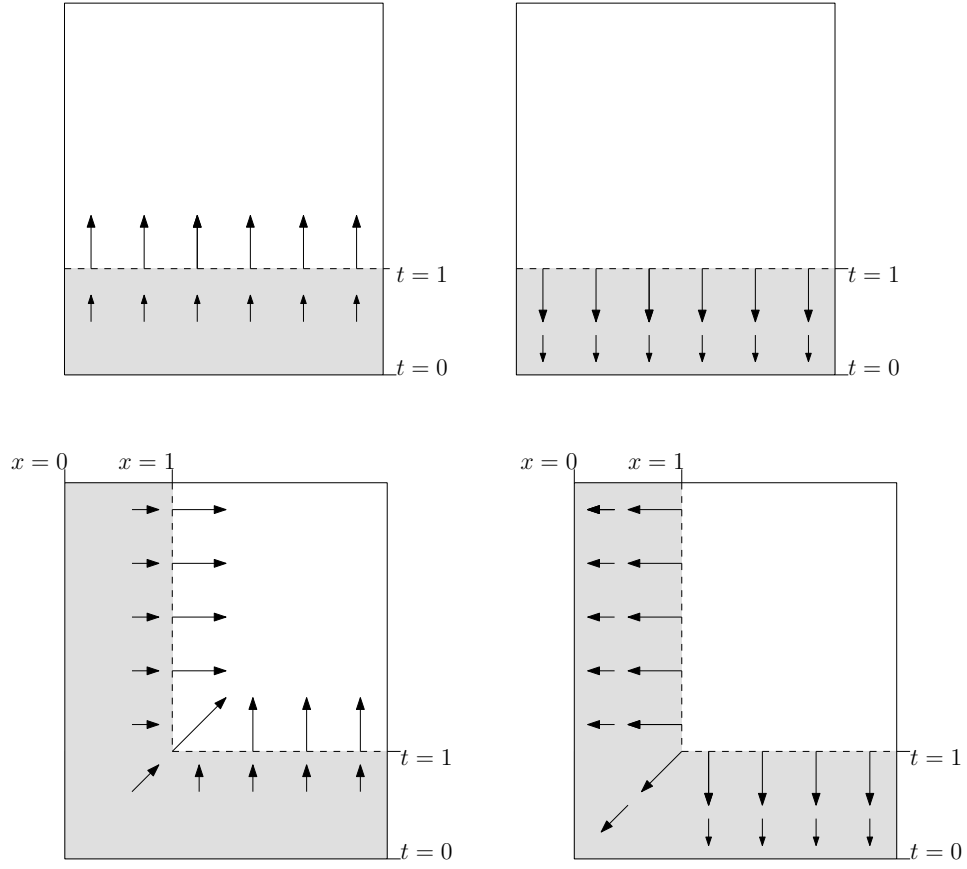 t = 1
t = 1
t = 0
t = 0
x = 0
x = 1
x = 0
x = 1
t = 1
t = 1
t = 0
t = 0